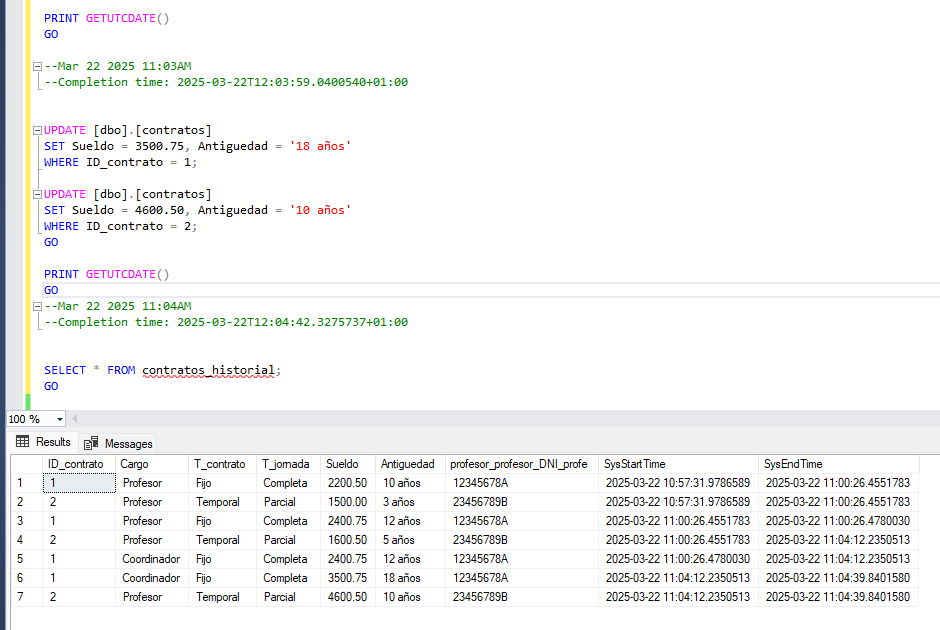 PRINT GETUTCDATE()
GO
--Mar 22 2025 11:03AM
--Completion time: 2025-03-22T12:03:59.0400540+01:00
UPDATE [dbo].[contratos]
SET Sueldo = 3500.75, Antiguedad = '18 años'
WHERE ID_contrato = 1;
UPDATE [dbo].[contratos]
SET Sueldo = 4600.50, Antiguedad = '10 años'
WHERE ID_contrato = 2;
GO
PRINT GETUTCDATE()
GO
--Mar 22 2025 11:04AM
--Completion time: 2025-03-22T12:04:42.3275737+01:00
SELECT * FROM contratos_historial;
GO
100 %
Results Messages
ID_contrato Cargo T_contrato T_jornada Sueldo Antiguedad profesor_profesor_DNI_profe SysStartTime SysEndTime
1 1 Profesor Fijo Completa 2200.50 10 años 12345678A 2025-03-22 10:57:31.9786589 2025-03-22 11:00:26.4551783
2 2 Profesor Temporal Parcial 1500.00 3 años 23456789B 2025-03-22 10:57:31.9786589 2025-03-22 11:00:26.4551783
3 1 Profesor Fijo Completa 2400.75 12 años 12345678A 2025-03-22 11:00:26.4551783 2025-03-22 11:00:26.4780030
4 2 Profesor Temporal Parcial 1600.50 5 años 23456789B 2025-03-22 11:00:26.4551783 2025-03-22 11:04:12.2350513
5 1 Coordinador Fijo Completa 2400.75 12 años 12345678A 2025-03-22 11:00:26.4780030 2025-03-22 11:04:12.2350513
6 1 Coordinador Fijo Completa 3500.75 18 años 12345678A 2025-03-22 11:04:12.2350513 2025-03-22 11:04:39.8401580
7 2 Profesor Temporal Parcial 4600.50 10 años 23456789B 2025-03-22 11:04:12.2350513 2025-03-22 11:04:39.8401580